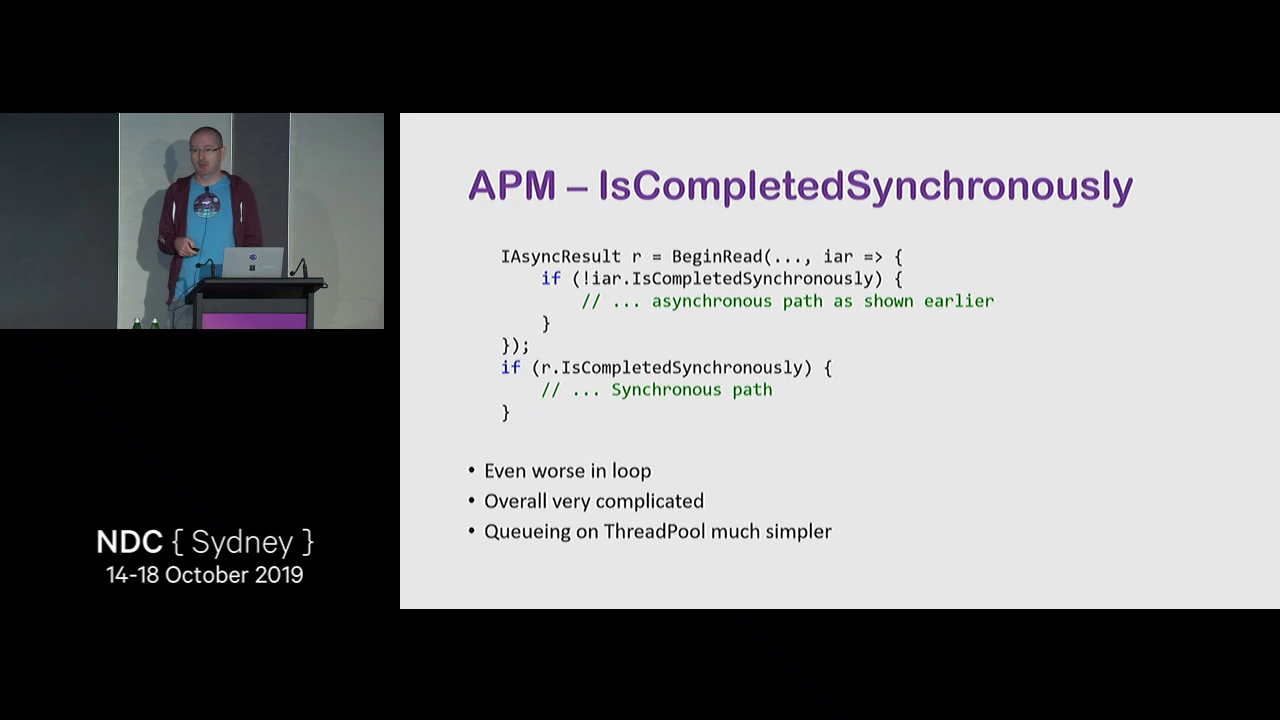 APM – IsCompletedSynchronously
IAsyncResult r = BeginRead(..., iar => {
if (!iar.IsCompletedSynchronously) {
// ... asynchronous path as shown earlier
}
});
if (r.IsCompletedSynchronously) {
// ... Synchronous path
}
• Even worse in loop
• Overall very complicated
• Queueing on ThreadPool much simpler
NDC { Sydney }
14-18 October 2019